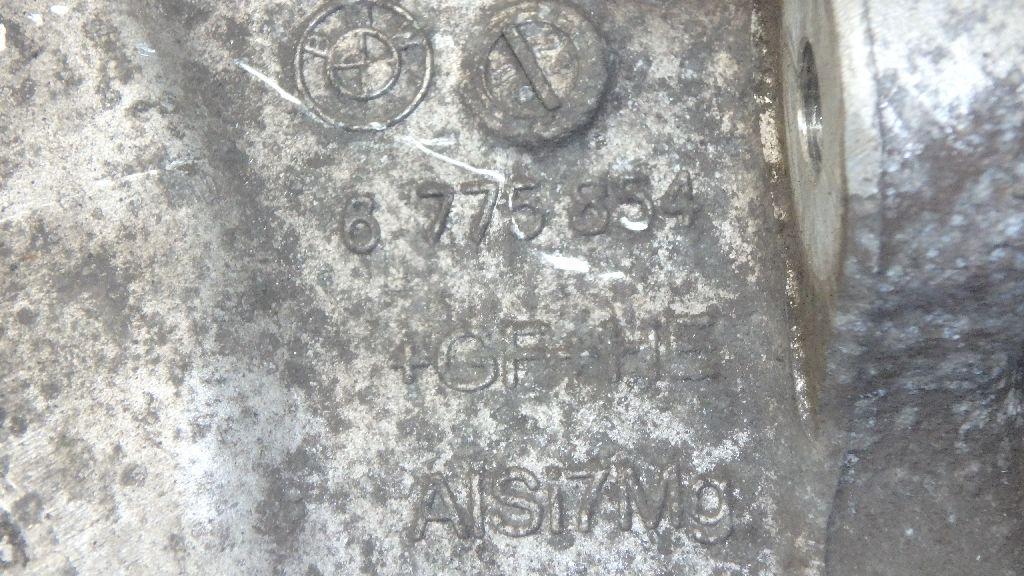 6 775 854
+GF+ HE
AlSi7Mg